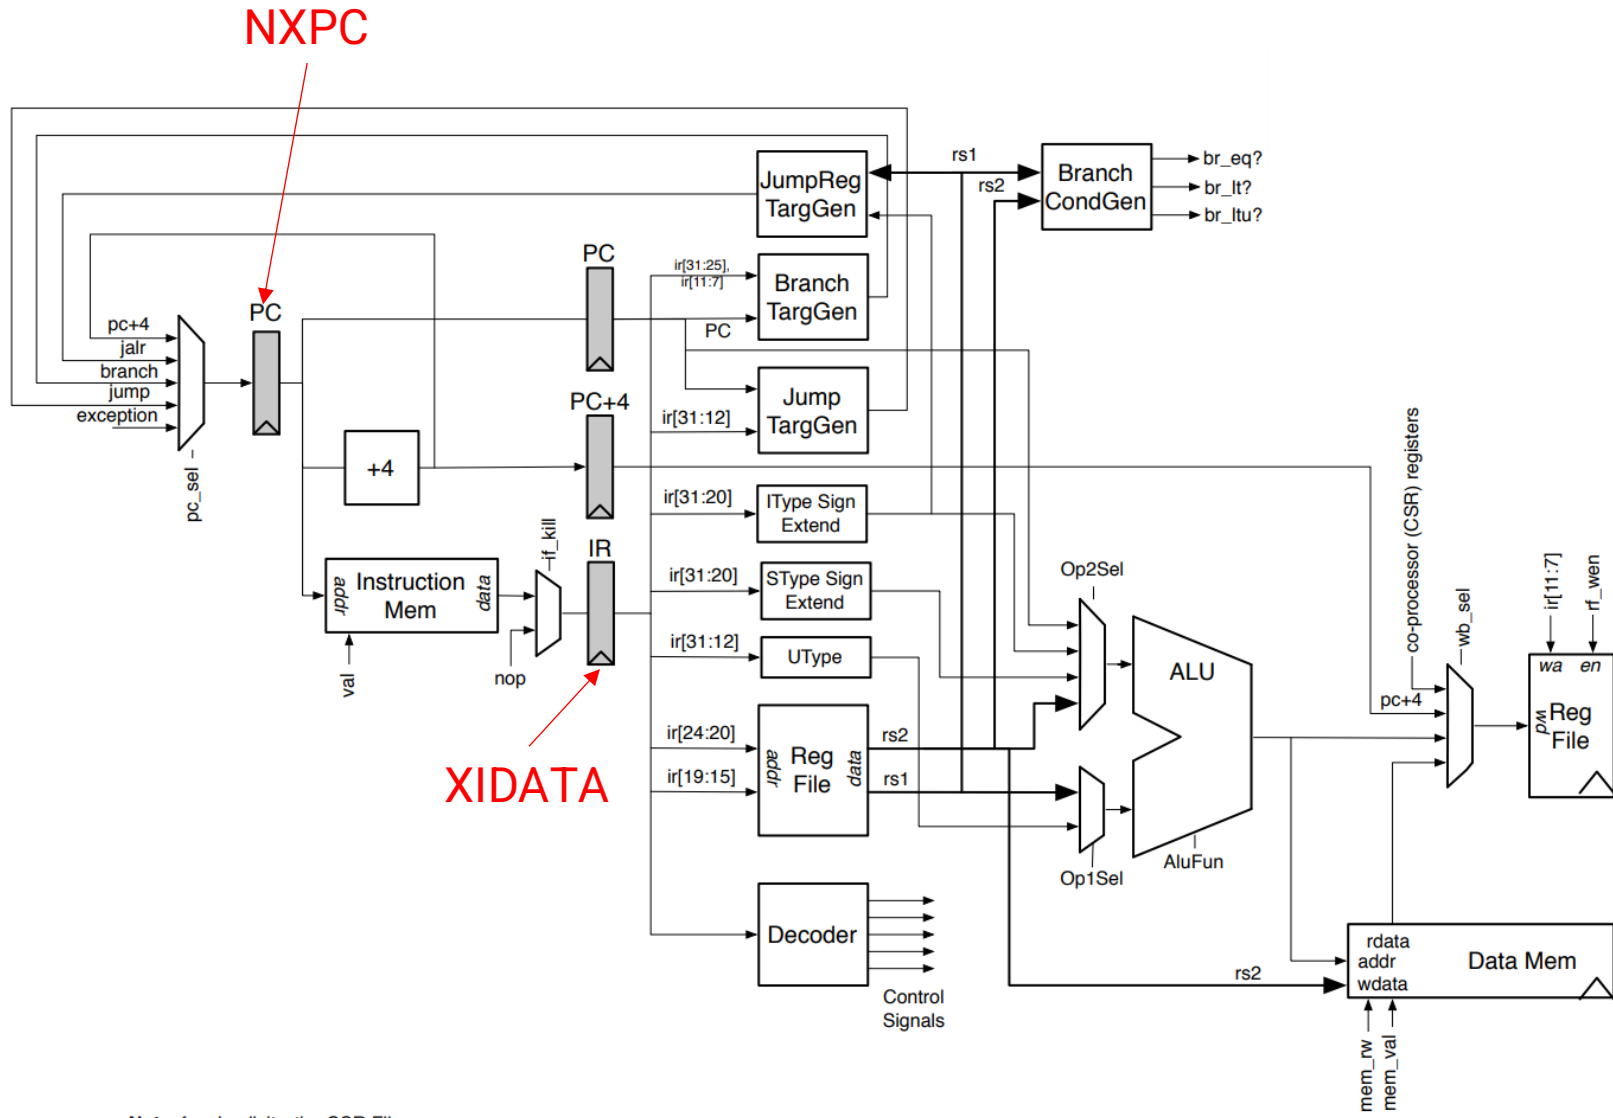 NXPC
rs1
rs2
JumpReg
TargGen
Branch
CondGen
br_eq?
br_lt?
br_ltu?
PC
ir[31:25],
ir[11:7]
Branch
TargGen
PC
PC
pc+4
jalr
branch
jump
exception
pc_sel
PC+4
Jump
TargGen
ir[31:12]
+4
ir[31:20]
IType Sign
Extend
if_kill
IR
Instruction
Mem
addr
data
val
nop
ir[31:20]
SType Sign
Extend
ir[31:12]
UType
Op2Sel
ALU
co-processor (CSR) registers
wb_sel
ir[11:7]
rf_wen
wa
en
wd
Reg
File
pc+4
ir[24:20]
ir[19:15]
addr
Reg
File
data
rs2
rs1
XIDATA
Op1Sel
AluFun
Decoder
Control
Signals
rs2
rdata
addr
wdata
Data Mem
mem_rw
mem_val